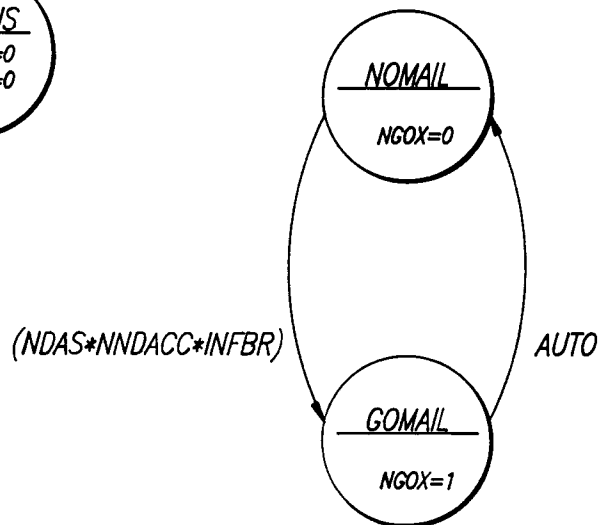 NOMAIL
NGOX=0
(NDAS*NNDACC*INFBR)
AUTO
GOMAIL
NGOX=1